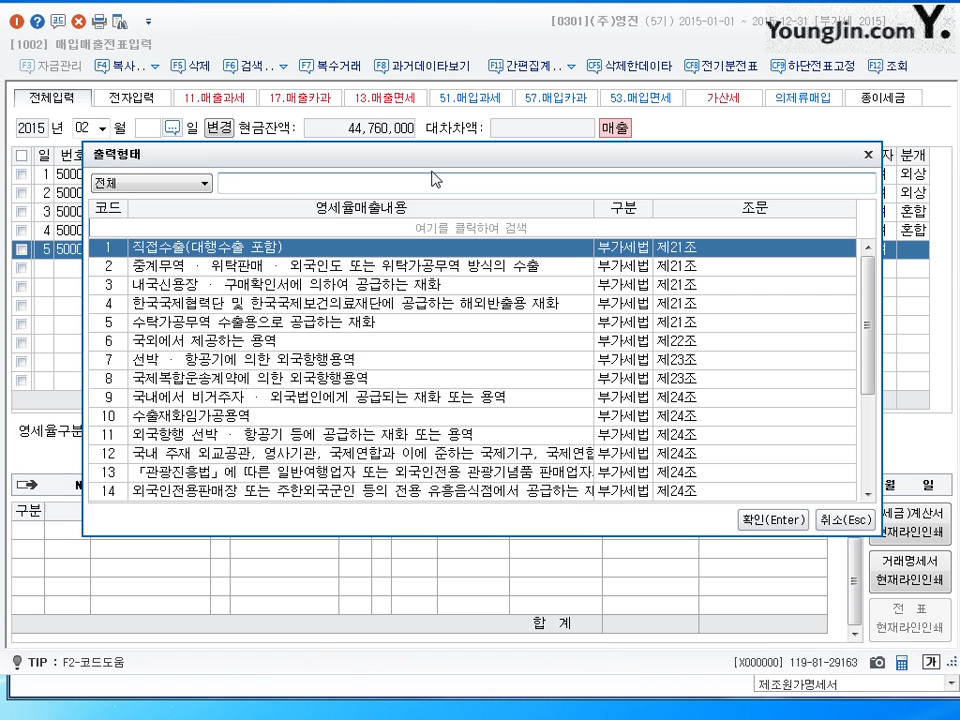 [0301](주)영진 (5기) 2015-01-01 ~ 2015-12-31 [부가세 2015]
YoungJin.com Y.
[1002] 매입매출전표입력
F3 자금관리 F4 복사.. F5 삭제 F6 검색.. F7 복수거래 F8 과거데이타보기 F11 간편집계.. CF5 삭제한데이타 CF8 전기분전표 CF9 하단전표고정 F12 조회
전체입력 전자입력 11.매출과세 17.매출카과 13.매출면세 51.매입과세 57.매입카과 53.매입면세 가산세 의제류매입 종이세금
2015 년 02 월 일 변경 현금잔액: 44,760,000 대차차액: 매출
출력형태 x
일 번호 분개
1 5000 외상
2 5000 외상
3 5000 혼합
4 5000 혼합
5 5000
전체
코드 영세율매출내용 구분 조문
여기를 클릭하여 검색
1 직접수출(대행수출 포함) 부가세법 제21조
2 중계무역 · 위탁판매 · 외국인도 또는 위탁가공무역 방식의 수출 부가세법 제21조
3 내국신용장 · 구매확인서에 의하여 공급하는 재화 부가세법 제21조
4 한국국제협력단 및 한국국제보건의료재단에 공급하는 해외반출용 재화 부가세법 제21조
5 수탁가공무역 수출용으로 공급하는 재화 부가세법 제21조
6 국외에서 제공하는 용역 부가세법 제22조
7 선박 · 항공기에 의한 외국항행용역 부가세법 제23조
8 국제복합운송계약에 의한 외국항행용역 부가세법 제23조
9 국내에서 비거주자 · 외국법인에게 공급되는 재화 또는 용역 부가세법 제24조
10 수출재화임가공용역 부가세법 제24조
11 외국항행 선박 · 항공기 등에 공급하는 재화 또는 용역 부가세법 제24조
12 국내 주재 외교공관, 영사기관, 국제연합과 이에 준하는 국제기구, 국제연합 부가세법 제24조
13 「관광진흥법」에 따른 일반여행업자 또는 외국인전용 관광기념품 판매업자 부가세법 제24조
14 외국인전용판매장 또는 주한외국군인 등의 전용 유흥음식점에서 공급하는 재 부가세법 제24조
확인(Enter) 취소(Esc)
영세율구분
월 일
구분
세금)계산서
현재라인인쇄
거래명세서
현재라인인쇄
전 표
현재라인인쇄
합 계
TIP : F2-코드도움
[X000000] 119-81-29163 가
제조원가명세서